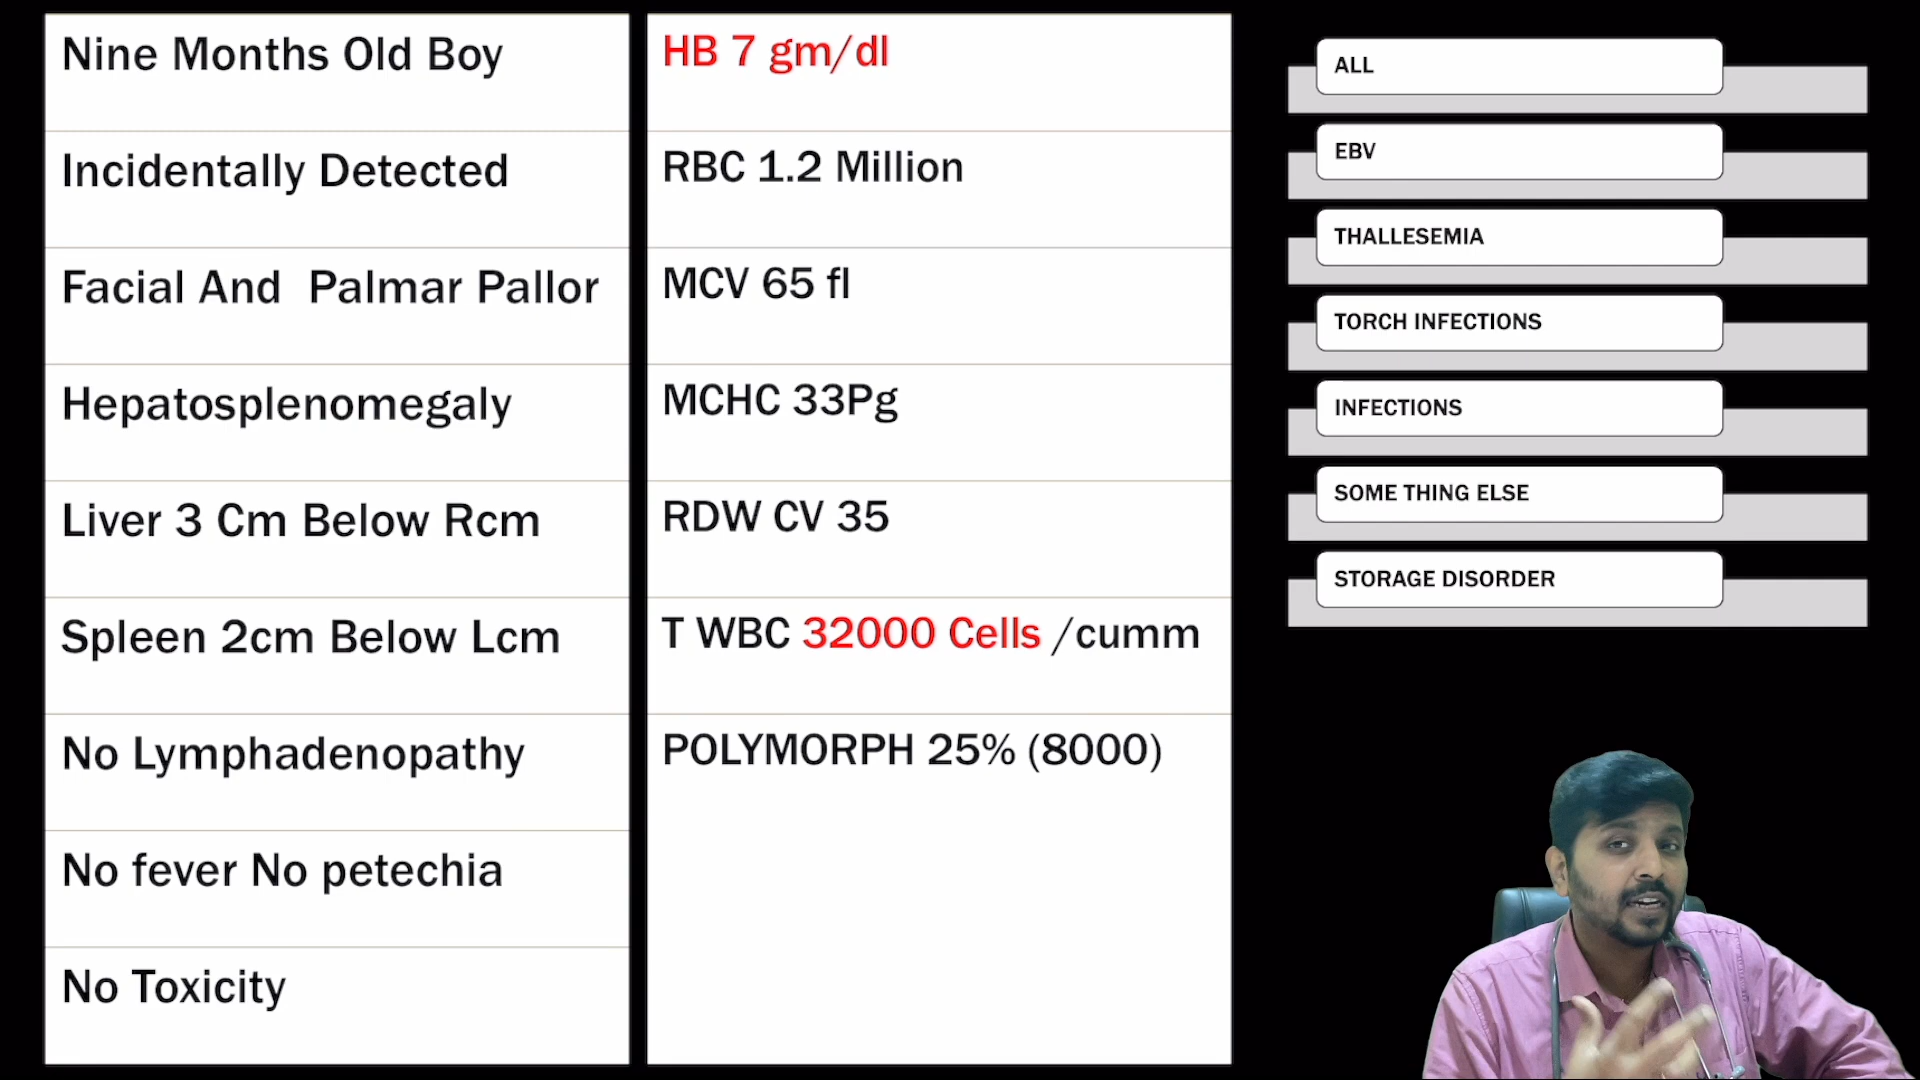 Nine Months Old Boy
Incidentally Detected
Facial And  Palmar Pallor
Hepatosplenomegaly
Liver 3 Cm Below Rcm
Spleen 2cm Below Lcm
No Lymphadenopathy
No fever No petechia
No Toxicity
HB 7 gm/dl
RBC 1.2 Million
MCV 65 fl
MCHC 33Pg
RDW CV 35
T WBC 32000 Cells /cumm
POLYMORPH 25% (8000)
ALL
EBV
THALLESEMIA
TORCH INFECTIONS
INFECTIONS
SOME THING ELSE
STORAGE DISORDER